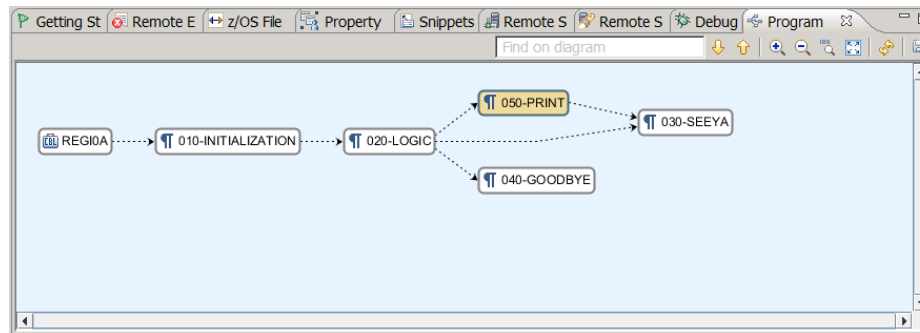 Getting St Remote E z/OS File Property Snippets Remote S Remote S Debug Program
Find on diagram
050-PRINT
030-SEEYA
REGI0A 010-INITIALIZATION 020-LOGIC
040-GOODBYE